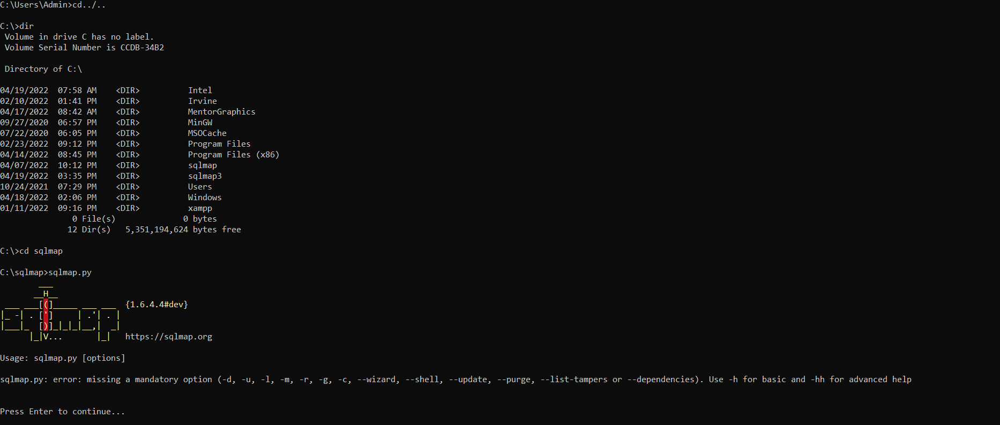 C:\Users\Admin>cd../..
C:\>dir
 Volume in drive C has no label.
 Volume Serial Number is CCDB-34B2
 Directory of C:\
04/19/2022  07:58 AM    <DIR>          Intel
02/10/2022  01:41 PM    <DIR>          Irvine
04/17/2022  08:42 AM    <DIR>          MentorGraphics
09/27/2020  06:57 PM    <DIR>          MinGW
07/22/2020  06:05 PM    <DIR>          MSOCache
02/23/2022  09:12 PM    <DIR>          Program Files
04/14/2022  08:45 PM    <DIR>          Program Files (x86)
04/07/2022  10:12 PM    <DIR>          sqlmap
04/19/2022  03:35 PM    <DIR>          sqlmap3
10/24/2021  07:29 PM    <DIR>          Users
04/18/2022  02:06 PM    <DIR>          Windows
01/11/2022  09:16 PM    <DIR>          xampp
               0 File(s)              0 bytes
              12 Dir(s)   5,351,194,624 bytes free
C:\>cd sqlmap
C:\sqlmap>sqlmap.py
        ___
       __H__
 ___ ___[(]_____ ___ ___  {1.6.4.4#dev}
|_ -| . [']     | .'| . |
|___|_  [)]_|_|_|__,|  _|
      |_|V...       |_|   https://sqlmap.org
Usage: sqlmap.py [options]
sqlmap.py: error: missing a mandatory option (-d, -u, -l, -m, -r, -g, -c, --wizard, --shell, --update, --purge, --list-tampers or --dependencies). Use -h for basic and -hh for advanced help
Press Enter to continue...